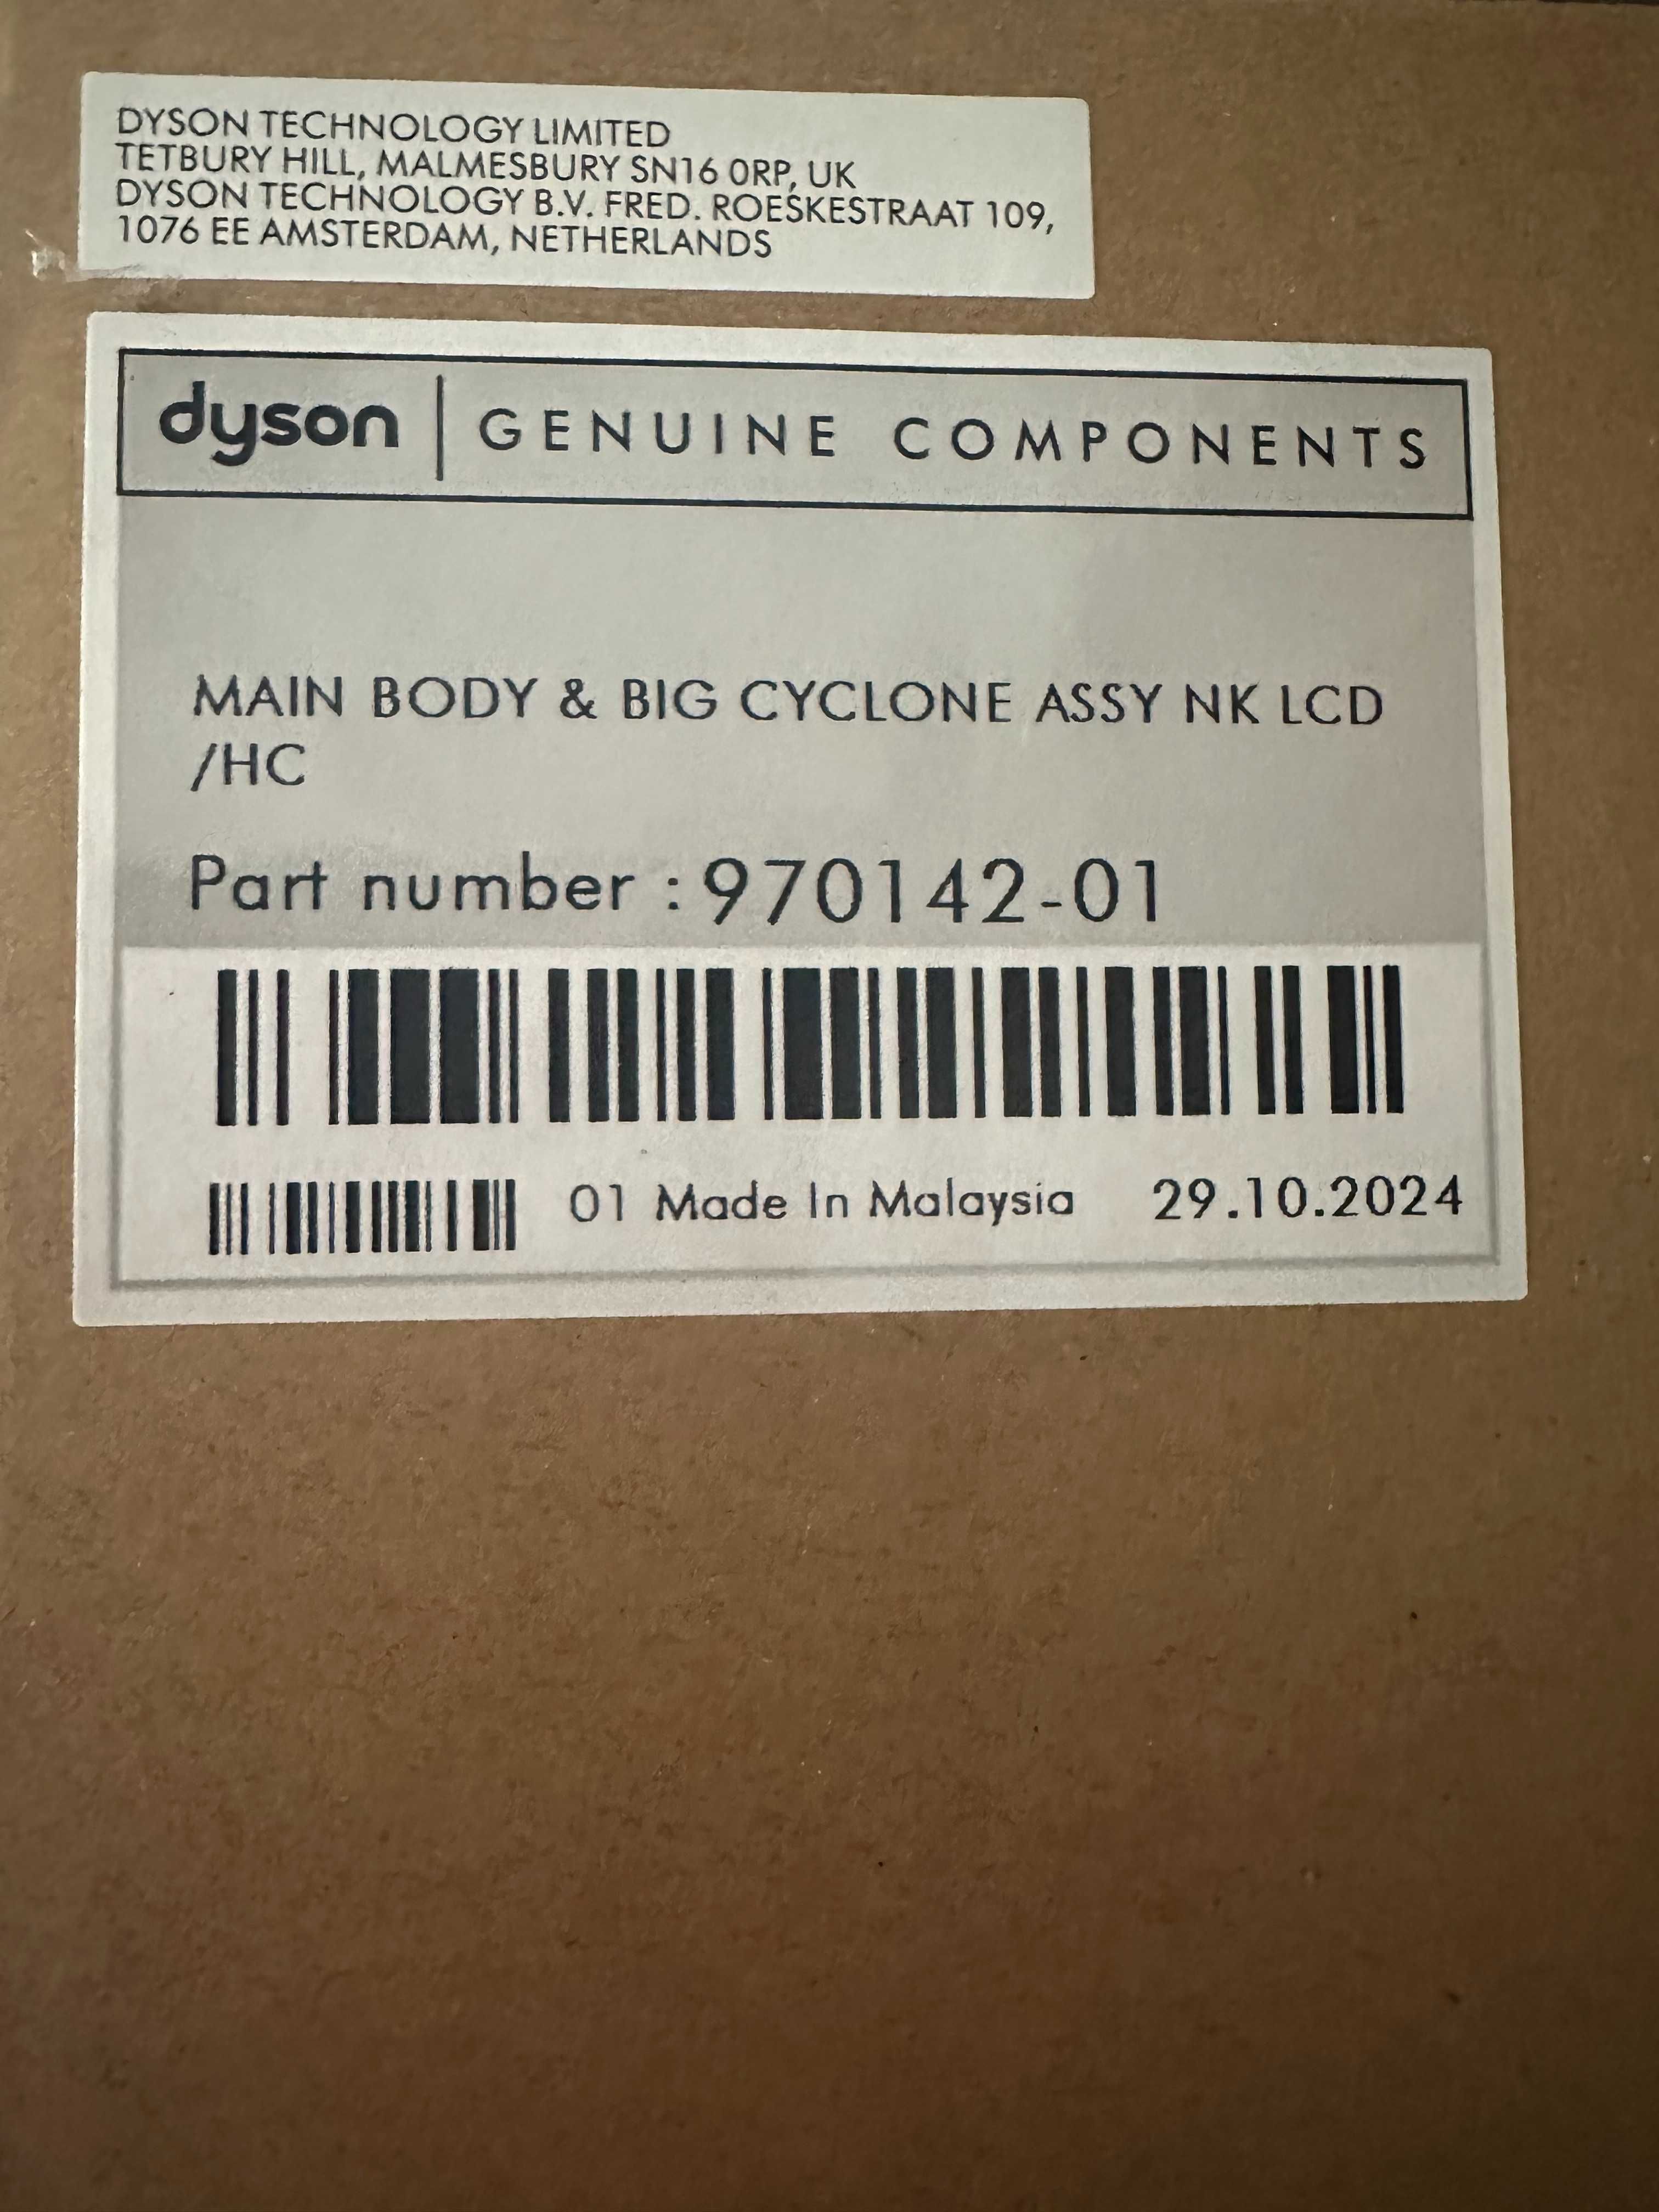 DYSON TECHNOLOGY LIMITED
TETBURY HILL, MALMESBURY SN16 0RP, UK
DYSON TECHNOLOGY B.V. FRED. ROESKESTRAAT 109,
1076 EE AMSTERDAM, NETHERLANDS
dyson | GENUINE COMPONENTS
MAIN BODY & BIG CYCLONE ASSY NK LCD
/HC
Part number : 970142-01
01 Made In Malaysia 29.10.2024